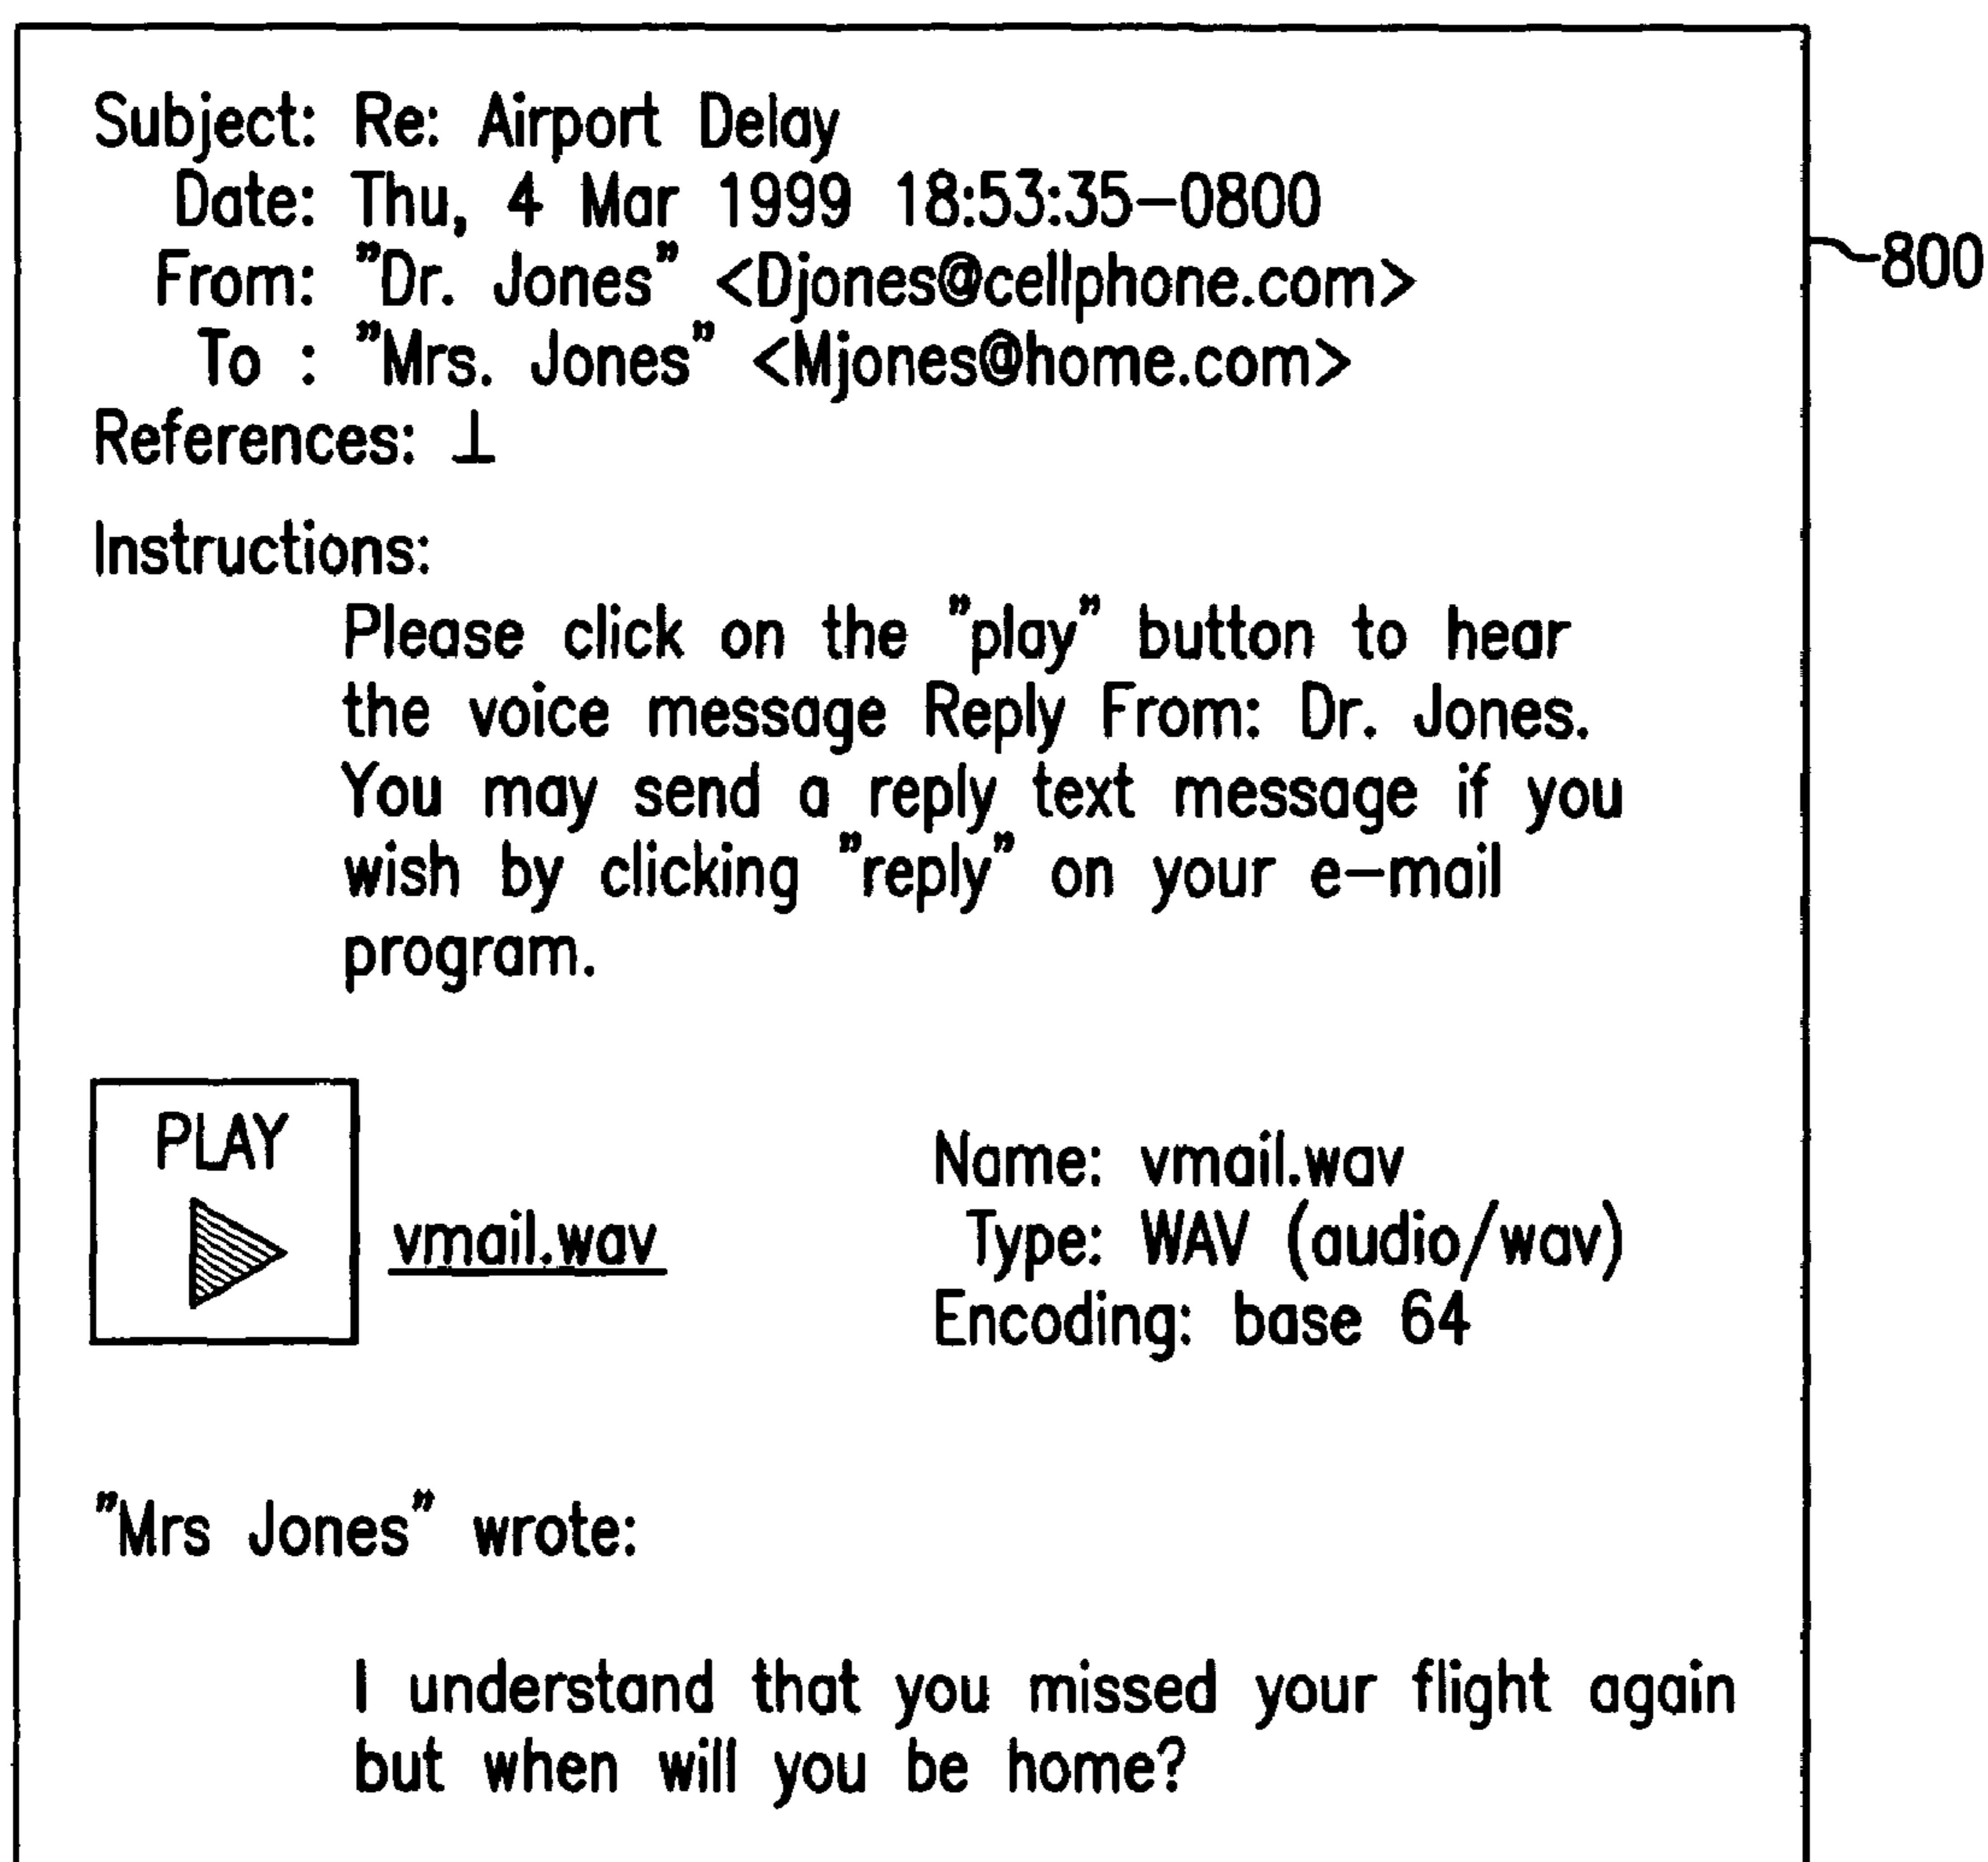 Subject: Re: Airport Delay
Date: Thu, 4 Mar 1999 18:53:35-0800
From: "Dr. Jones" <Djones@cellphone.com>
800
To : "Mrs. Jones" <Mjones@home.com>
References: ⊥
Instructions:
Please click on the "play" button to hear
the voice message Reply From: Dr. Jones.
You may send a reply text message if you
wish by clicking "reply" on your e-mail
program.
PLAY
vmail.wav
Name: vmail.wav
Type: WAV (audio/wav)
Encoding: base 64
"Mrs Jones" wrote:
I understand that you missed your flight again
but when will you be home?